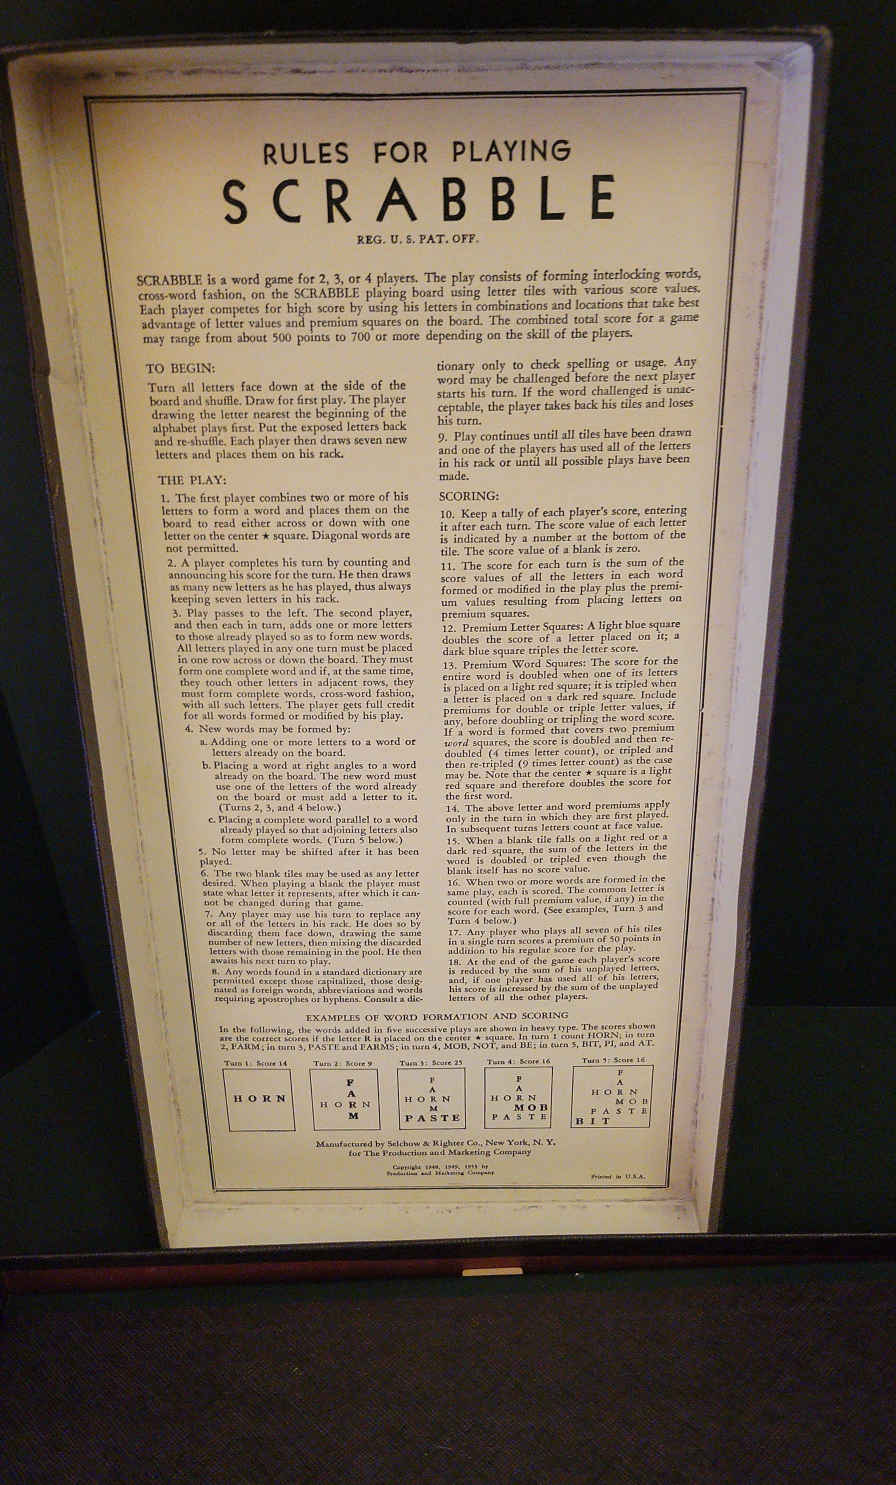 RULES FOR PLAYING
SCRABBLE
REG. U. S. PAT. OFF.
SCRABBLE is a word game for 2, 3, or 4 players. The play consists of forming interlocking words,
cross-word fashion, on the SCRABBLE playing board using letter tiles with various score values.
Each player competes for high score by using his letters in combinations and locations that take best
advantage of letter values and premium squares on the board. The combined total score for a game
may range from about 500 points to 700 or more depending on the skill of the players.
TO BEGIN:
Turn all letters face down at the side of the
board and shuffle. Draw for first play. The player
drawing the letter nearest the beginning of the
alphabet plays first. Put the exposed letters back
and re-shuffle. Each player then draws seven new
letters and places them on his rack.
THE PLAY:
1. The first player combines two or more of his
letters to form a word and places them on the
board to read either across or down with one
letter on the center ★ square. Diagonal words are
not permitted.
2. A player completes his turn by counting and
announcing his score for the turn. He then draws
as many new letters as he has played, thus always
keeping seven letters in his rack.
3. Play passes to the left. The second player,
and then each in turn, adds one or more letters
to those already played so as to form new words.
All letters played in any one turn must be placed
in one row across or down the board. They must
form one complete word and if, at the same time,
they touch other letters in adjacent rows, they
must form complete words, cross-word fashion,
with all such letters. The player gets full credit
for all words formed or modified by his play.
4. New words may be formed by:
a. Adding one or more letters to a word or
letters already on the board.
b. Placing a word at right angles to a word
already on the board. The new word must
use one of the letters of the word already
on the board or must add a letter to it.
(Turns 2, 3, and 4 below.)
c. Placing a complete word parallel to a word
already played so that adjoining letters also
form complete words. (Turn 5 below.)
5. No letter may be shifted after it has been
played.
6. The two blank tiles may be used as any letter
desired. When playing a blank the player must
state what letter it represents, after which it can-
not be changed during that game.
7. Any player may use his turn to replace any
or all of the letters in his rack. He does so by
discarding them face down, drawing the same
number of new letters, then mixing the discarded
letters with those remaining in the pool. He then
awaits his next turn to play.
8. Any words found in a standard dictionary are
permitted except those capitalized, those desig-
nated as foreign words, abbreviations and words
requiring apostrophes or hyphens. Consult a dic-
tionary only to check spelling or usage. Any
word may be challenged before the next player
starts his turn. If the word challenged is unac-
ceptable, the player takes back his tiles and loses
his turn.
9. Play continues until all tiles have been drawn
and one of the players has used all of the letters
in his rack or until all possible plays have been
made.
SCORING:
10. Keep a tally of each player's score, entering
it after each turn. The score value of each letter
is indicated by a number at the bottom of the
tile. The score value of a blank is zero.
11. The score for each turn is the sum of the
score values of all the letters in each word
formed or modified in the play plus the premi-
um values resulting from placing letters on
premium squares.
12. Premium Letter Squares: A light blue square
doubles the score of a letter placed on it; a
dark blue square triples the letter score.
13. Premium Word Squares: The score for the
entire word is doubled when one of its letters
is placed on a light red square; it is tripled when
a letter is placed on a dark red square. Include
premiums for double or triple letter values, if
any, before doubling or tripling the word score.
If a word is formed that covers two premium
word squares, the score is doubled and then re-
doubled (4 times letter count), or tripled and
then re-tripled (9 times letter count) as the case
may be. Note that the center ★ square is a light
red square and therefore doubles the score for
the first word.
14. The above letter and word premiums apply
only in the turn in which they are first played.
In subsequent turns letters count at face value.
15. When a blank tile falls on a light red or a
dark red square, the sum of the letters in the
word is doubled or tripled even though the
blank itself has no score value.
16. When two or more words are formed in the
same play, each is scored. The common letter is
counted (with full premium value, if any) in the
score for each word. (See examples, Turn 3 and
Turn 4 below.)
17. Any player who plays all seven of his tiles
in a single turn scores a premium of 50 points in
addition to his regular score for the play.
18. At the end of the game each player's score
is reduced by the sum of his unplayed letters,
and, if one player has used all of his letters,
his score is increased by the sum of the unplayed
letters of all the other players.
EXAMPLES OF WORD FORMATION AND SCORING
In the following, the words added in five successive plays are shown in heavy type. The scores shown
are the correct scores if the letter R is placed on the center ★ square. In turn 1 count HORN; in turn
2, FARM; in turn 3, PASTE and FARMS; in turn 4, MOB, NOT, and BE; in turn 5, BIT, PI, and AT.
Turn 1: Score 14
HORN
Turn 2: Score 9
F
A
HORN
M
Turn 3: Score 25
F
A
HORN
M
PASTE
Turn 4: Score 16
F
A
HORN
MOB
PASTE
Turn 5: Score 16
F
A
HORN
MOB
PASTE
BIT
Manufactured by Selchow & Righter Co., New York, N. Y.
for The Production and Marketing Company
Copyright 1948, 1949, 1953 by
Production and Marketing Company
Printed in U.S.A.